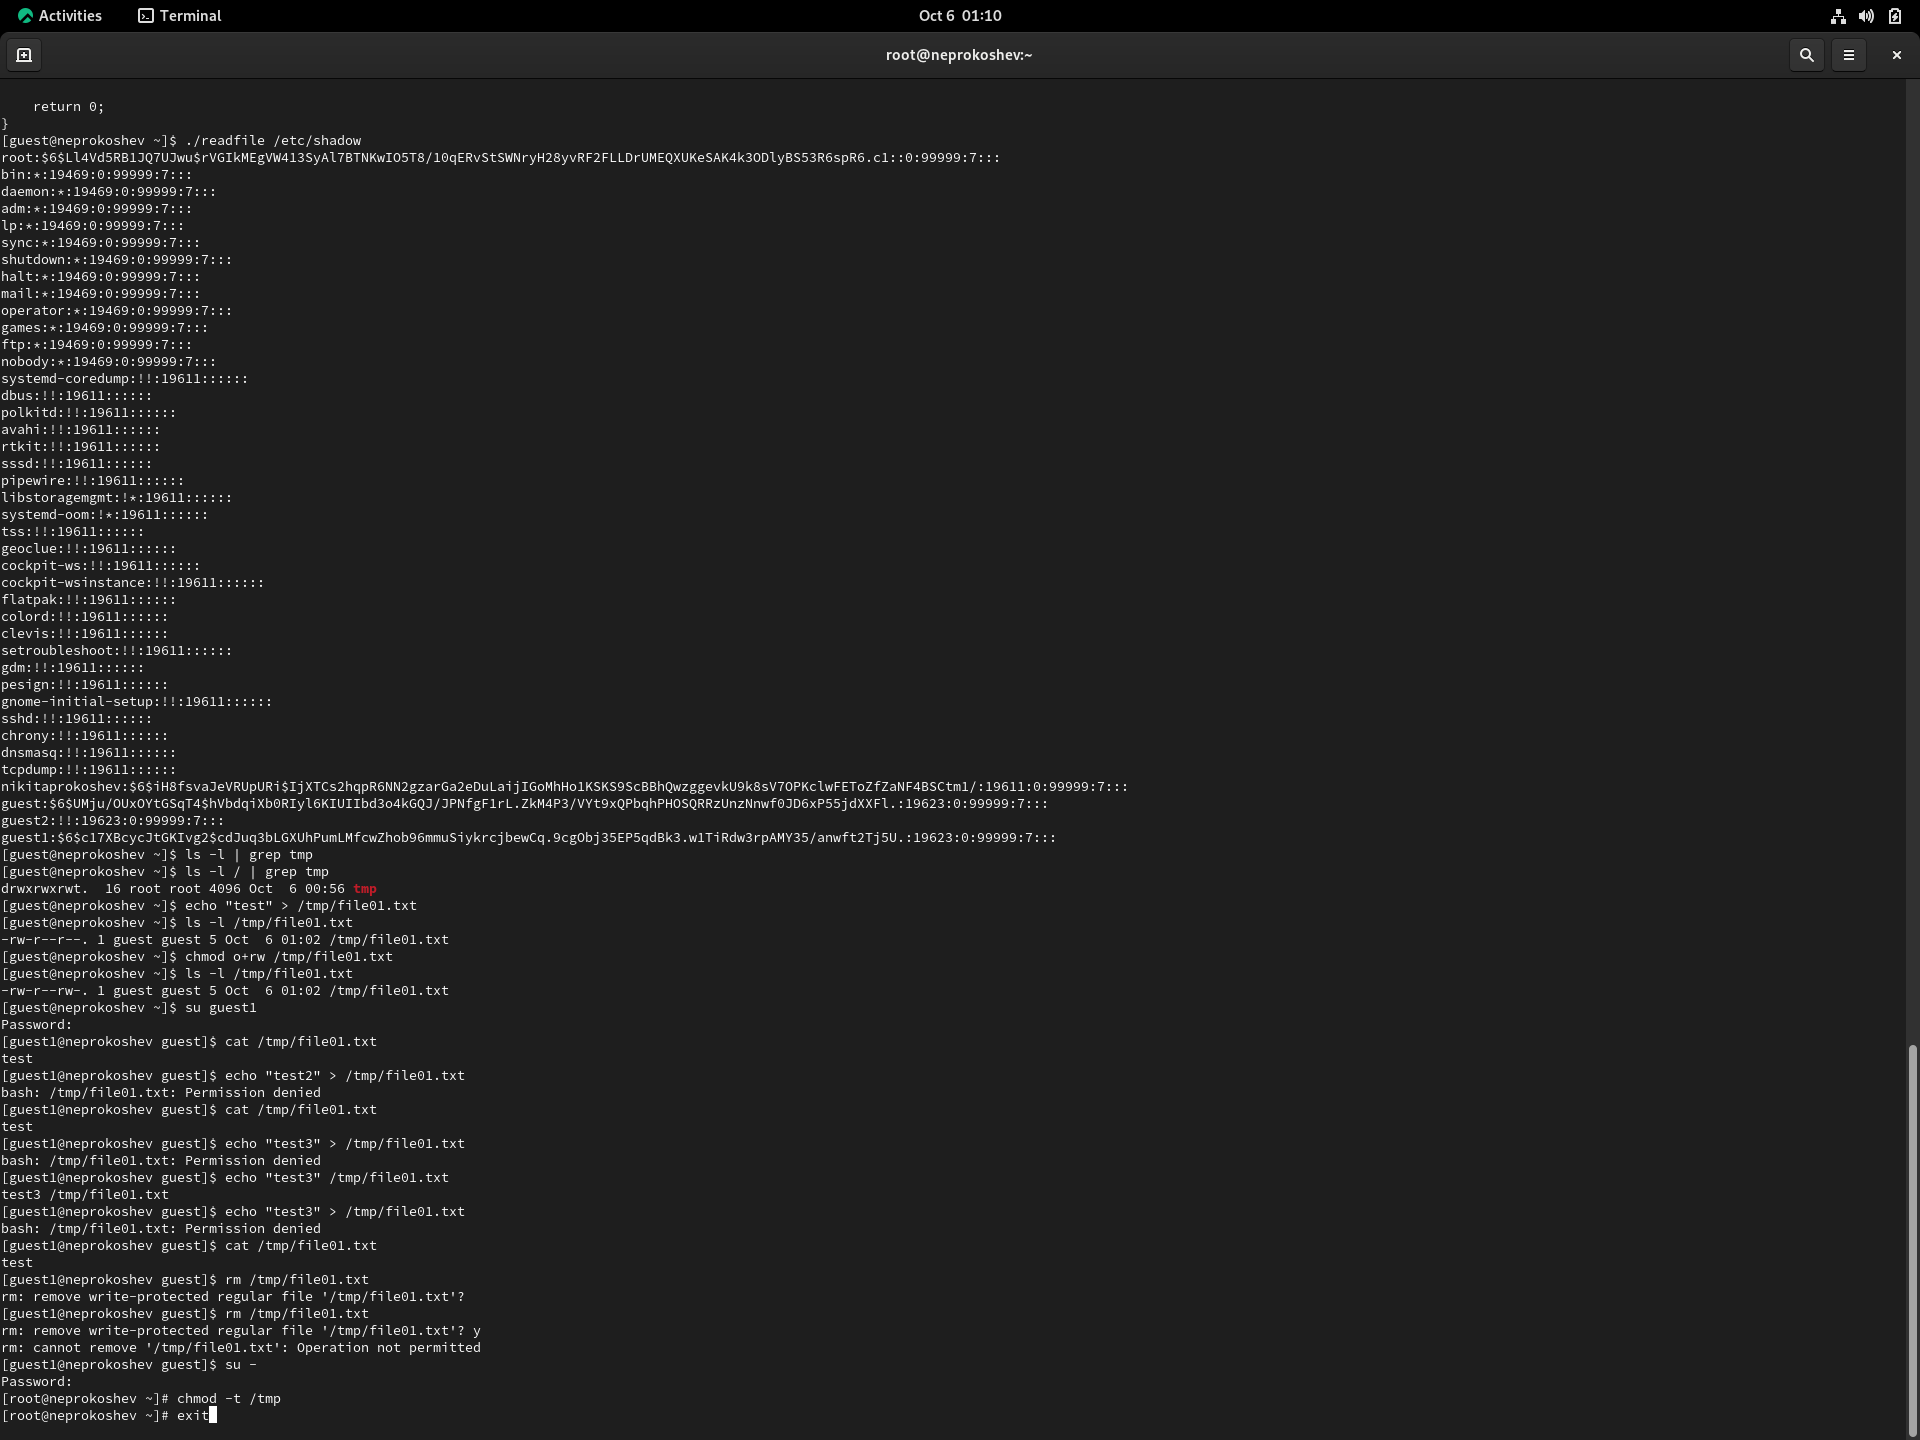 Activities
Terminal
Oct 6 01:10
root@neprokoshev:~
    return 0;
}
[guest@neprokoshev ~]$ ./readfile /etc/shadow
root:$6$Ll4Vd5RB1JQ7UJwu$rVGIkMEgVW413SyAl7BTNKwIO5T8/10qERvStSWNryH28yvRF2FLLDrUMEQXUKeSAK4k3ODlyBS53R6spR6.c1::0:99999:7:::
bin:*:19469:0:99999:7:::
daemon:*:19469:0:99999:7:::
adm:*:19469:0:99999:7:::
lp:*:19469:0:99999:7:::
sync:*:19469:0:99999:7:::
shutdown:*:19469:0:99999:7:::
halt:*:19469:0:99999:7:::
mail:*:19469:0:99999:7:::
operator:*:19469:0:99999:7:::
games:*:19469:0:99999:7:::
ftp:*:19469:0:99999:7:::
nobody:*:19469:0:99999:7:::
systemd-coredump:!!:19611::::::
dbus:!!:19611::::::
polkitd:!!:19611::::::
avahi:!!:19611::::::
rtkit:!!:19611::::::
sssd:!!:19611::::::
pipewire:!!:19611::::::
libstoragemgmt:!*:19611::::::
systemd-oom:!*:19611::::::
tss:!!:19611::::::
geoclue:!!:19611::::::
cockpit-ws:!!:19611::::::
cockpit-wsinstance:!!:19611::::::
flatpak:!!:19611::::::
colord:!!:19611::::::
clevis:!!:19611::::::
setroubleshoot:!!:19611::::::
gdm:!!:19611::::::
pesign:!!:19611::::::
gnome-initial-setup:!!:19611::::::
sshd:!!:19611::::::
chrony:!!:19611::::::
dnsmasq:!!:19611::::::
tcpdump:!!:19611::::::
nikitaprokoshev:$6$iH8fsvaJeVRUpURi$IjXTCs2hqpR6NN2gzarGa2eDuLaijIGoMhHo1KSKS9ScBBhQwzggevkU9k8sV7OPKclwFEToZfZaNF4BSCtm1/:19611:0:99999:7:::
guest:$6$UMju/OUxOYtGSqT4$hVbdqiXb0RIyl6KIUIIbd3o4kGQJ/JPNfgF1rL.ZkM4P3/VYt9xQPbqhPHOSQRRzUnzNnwf0JD6xP55jdXXFl.:19623:0:99999:7:::
guest2:!!:19623:0:99999:7:::
guest1:$6$c17XBcycJtGKIvg2$cdJuq3bLGXUhPumLMfcwZhob96mmuSiykrcjbewCq.9cgObj35EP5qdBk3.w1TiRdw3rpAMY35/anwft2Tj5U.:19623:0:99999:7:::
[guest@neprokoshev ~]$ ls -l | grep tmp
[guest@neprokoshev ~]$ ls -l / | grep tmp
drwxrwxrwt.  16 root root 4096 Oct  6 00:56 tmp
[guest@neprokoshev ~]$ echo "test" > /tmp/file01.txt
[guest@neprokoshev ~]$ ls -l /tmp/file01.txt
-rw-r--r--. 1 guest guest 5 Oct  6 01:02 /tmp/file01.txt
[guest@neprokoshev ~]$ chmod o+rw /tmp/file01.txt
[guest@neprokoshev ~]$ ls -l /tmp/file01.txt
-rw-r--rw-. 1 guest guest 5 Oct  6 01:02 /tmp/file01.txt
[guest@neprokoshev ~]$ su guest1
Password:
[guest1@neprokoshev guest]$ cat /tmp/file01.txt
test
[guest1@neprokoshev guest]$ echo "test2" > /tmp/file01.txt
bash: /tmp/file01.txt: Permission denied
[guest1@neprokoshev guest]$ cat /tmp/file01.txt
test
[guest1@neprokoshev guest]$ echo "test3" > /tmp/file01.txt
bash: /tmp/file01.txt: Permission denied
[guest1@neprokoshev guest]$ echo "test3" /tmp/file01.txt
test3 /tmp/file01.txt
[guest1@neprokoshev guest]$ echo "test3" > /tmp/file01.txt
bash: /tmp/file01.txt: Permission denied
[guest1@neprokoshev guest]$ cat /tmp/file01.txt
test
[guest1@neprokoshev guest]$ rm /tmp/file01.txt
rm: remove write-protected regular file '/tmp/file01.txt'?
[guest1@neprokoshev guest]$ rm /tmp/file01.txt
rm: remove write-protected regular file '/tmp/file01.txt'? y
rm: cannot remove '/tmp/file01.txt': Operation not permitted
[guest1@neprokoshev guest]$ su -
Password:
[root@neprokoshev ~]# chmod -t /tmp
[root@neprokoshev ~]# exit